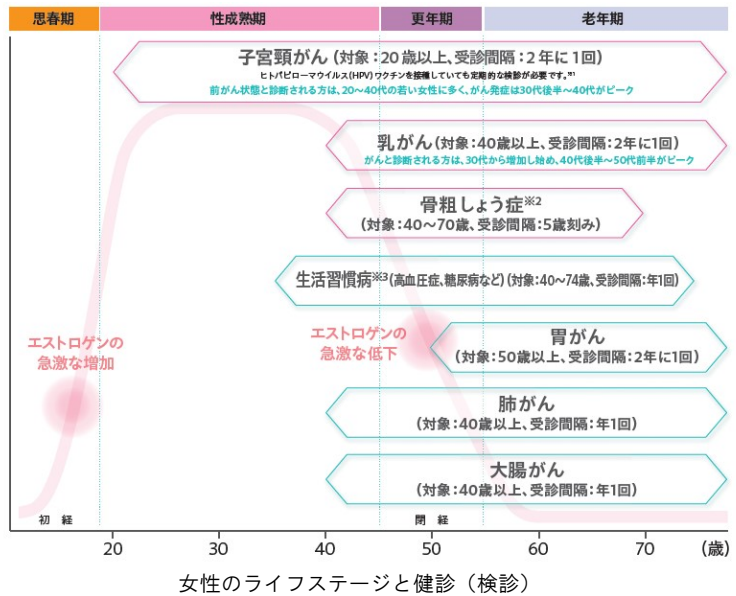 思春期 性成熟期 更年期 老年期
子宮頸がん(対象:20歳以上、受診間隔:2年に1回)
ヒトパピローマウイルス(HPV)ワクチンを接種していても定期的な検診が必要です。※1
前がん状態と診断される方は、20〜40代の若い女性に多く、がん発症は30代後半〜40代がピーク
乳がん(対象:40歳以上、受診間隔:2年に1回)
がんと診断される方は、30代から増加し始め、40代後半〜50代前半がピーク
骨粗しょう症※2
(対象:40〜70歳、受診間隔:5歳刻み)
生活習慣病※3(高血圧症、糖尿病など)(対象:40〜74歳、受診間隔:年1回)
エストロゲンの
急激な増加
エストロゲンの
急激な低下
胃がん
(対象:50歳以上、受診間隔:2年に1回)
肺がん
(対象:40歳以上、受診間隔:年1回)
大腸がん
(対象:40歳以上、受診間隔:年1回)
初経 閉経
20 30 40 50 60 70 (歳)
女性のライフステージと健診(検診)